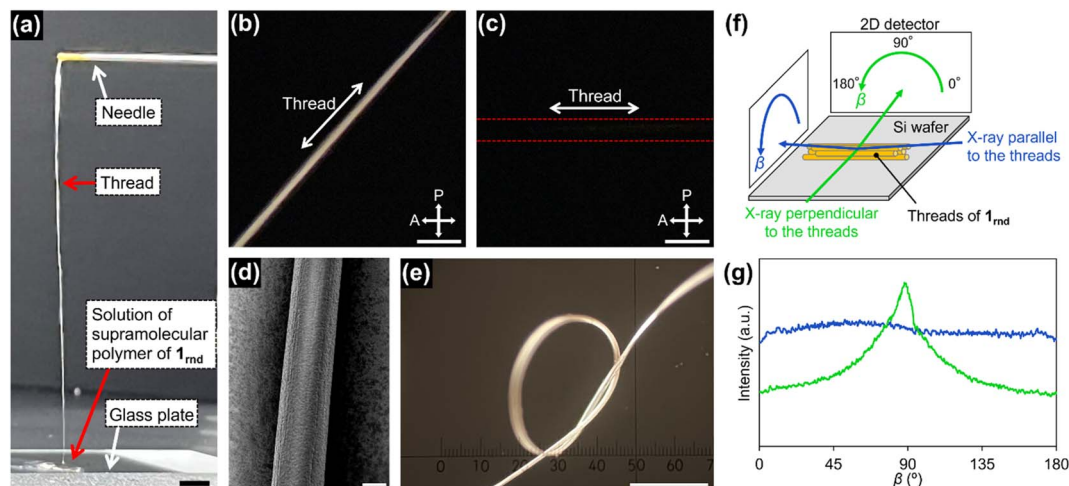 (a)
Needle
Thread
Solution of
supramolecular
polymer of 1rnd
Glass plate
(b)
Thread
P
A
(c)
Thread
P
A
(d)
(e)
0 10 20 30 40 50 60 70
(f)
2D detector
90°
180°
0°
β
β
Si wafer
X-ray parallel
to the threads
X-ray perpendicular
to the threads
Threads of 1rnd
(g)
Intensity (a.u.)
0 45 90 135 180
β (º)